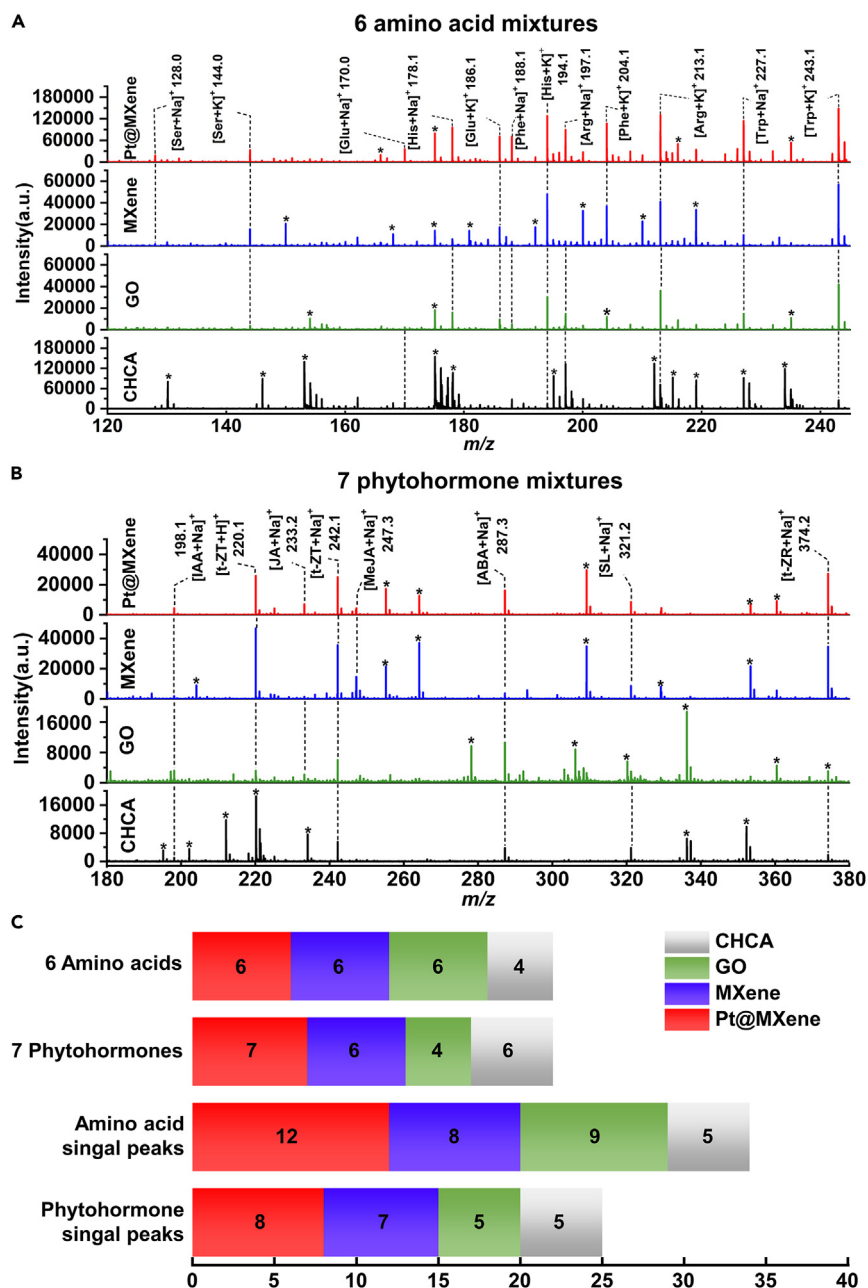 A
6 amino acid mixtures
[Ser+Na]⁺ 128.0
[Ser+K]⁺ 144.0
[Glu+Na]⁺ 170.0
[His+Na]⁺ 178.1
[Glu+K]⁺ 186.1
[Phe+Na]⁺ 188.1
[His+K]⁺
194.1
[Arg+Na]⁺ 197.1
[Phe+K]⁺ 204.1
[Arg+K]⁺ 213.1
[Trp+Na]⁺ 227.1
[Trp+K]⁺ 243.1
Intensity(a.u.)
Pt@MXene
180000
120000
60000
0
MXene
60000
40000
20000
0
GO
60000
40000
20000
0
CHCA
180000
120000
60000
0
120 140 160 180 200 220 240
m/z
B
7 phytohormone mixtures
198.1
[IAA+Na]⁺
[t-ZT+H]⁺
220.1
[JA+Na]⁺
233.2
[t-ZT+Na]⁺
242.1
[MeJA+Na]⁺
247.3
[ABA+Na]⁺
287.3
[SL+Na]⁺
321.2
[t-ZR+Na]⁺
374.2
Intensity(a.u.)
Pt@MXene
40000
20000
0
MXene
40000
20000
0
GO
16000
8000
0
CHCA
16000
8000
0
180 200 220 240 260 280 300 320 340 360 380
m/z
C
6 Amino acids
6 6 6 4
7 Phytohormones
7 6 4 6
Amino acid
singal peaks
12 8 9 5
Phytohormone
singal peaks
8 7 5 5
CHCA
GO
MXene
Pt@MXene
0 5 10 15 20 25 30 35 40